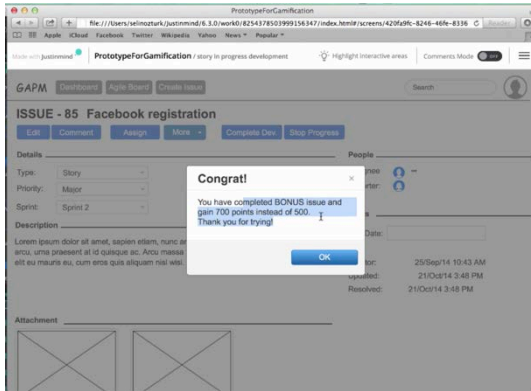 PrototypeForGamification
file:///Users/selinozturk/Justinmind/6.3.0/work0/8254378503999156347/index.html#/screens/420fa9fc-8246-46fe-8336
Reader
Apple iCloud Facebook Twitter Wikipedia Yahoo News Popular
Made with Justinmind PrototypeForGamification / story in progress development Highlight interactive areas Comments Mode OFF
GAPM Dashboard Agile Board Create Issue Search
ISSUE - 85 Facebook registration
Edit Comment Assign More Complete Dev. Stop Progress
Details People
Type: Story
Priority: Major
Sprint: Sprint 2
Congrat! ×
You have completed BONUS issue and
gain 700 points instead of 500.
Thank you for trying!
OK
Date:
25/Sep/14 10:43 AM
Updated: 21/Oct/14 3:48 PM
Resolved: 21/Oct/14 3:48 PM
Description
Lorem ipsum dolor sit amet, sapien etiam, nunc
arcu, urna praesent at id quisque ac. Arcu massa
elit eu mauris eu, cum eros quis aliquam nisl wisi.
Attachment